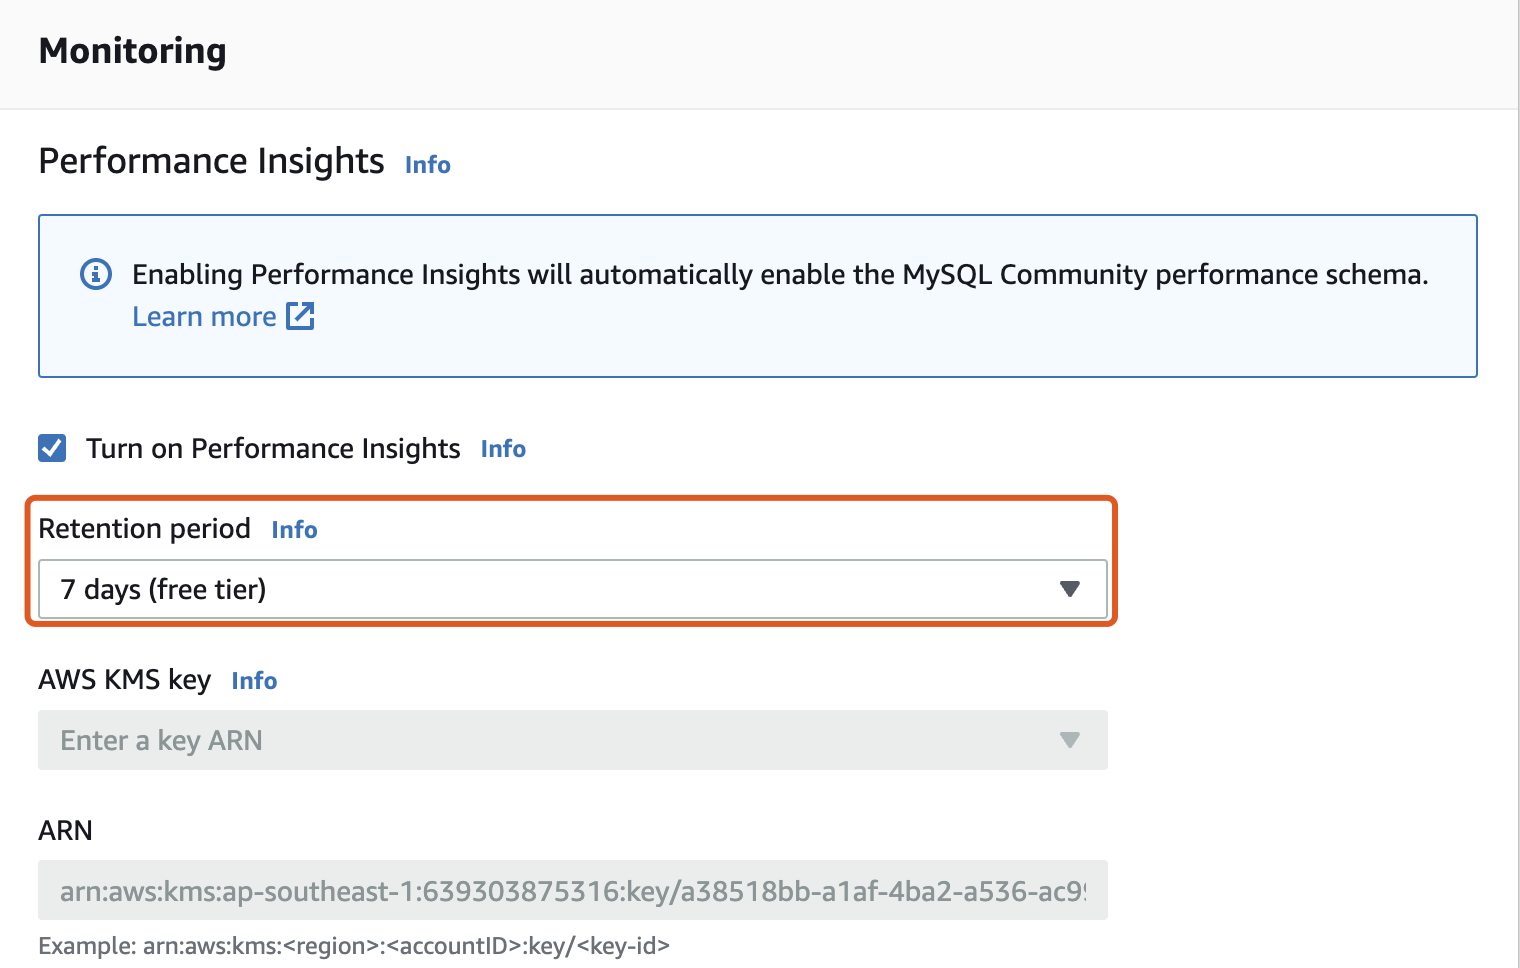 Monitoring
Performance Insights Info
Enabling Performance Insights will automatically enable the MySQL Community performance schema.
Learn more
Turn on Performance Insights Info
Retention period Info
7 days (free tier)
AWS KMS key Info
Enter a key ARN
ARN
arn:aws:kms:ap-southeast-1:639303875316:key/a38518bb-a1af-4ba2-a536-ac9
Example: arn:aws:kms:<region>:<accountID>:key/<key-id>